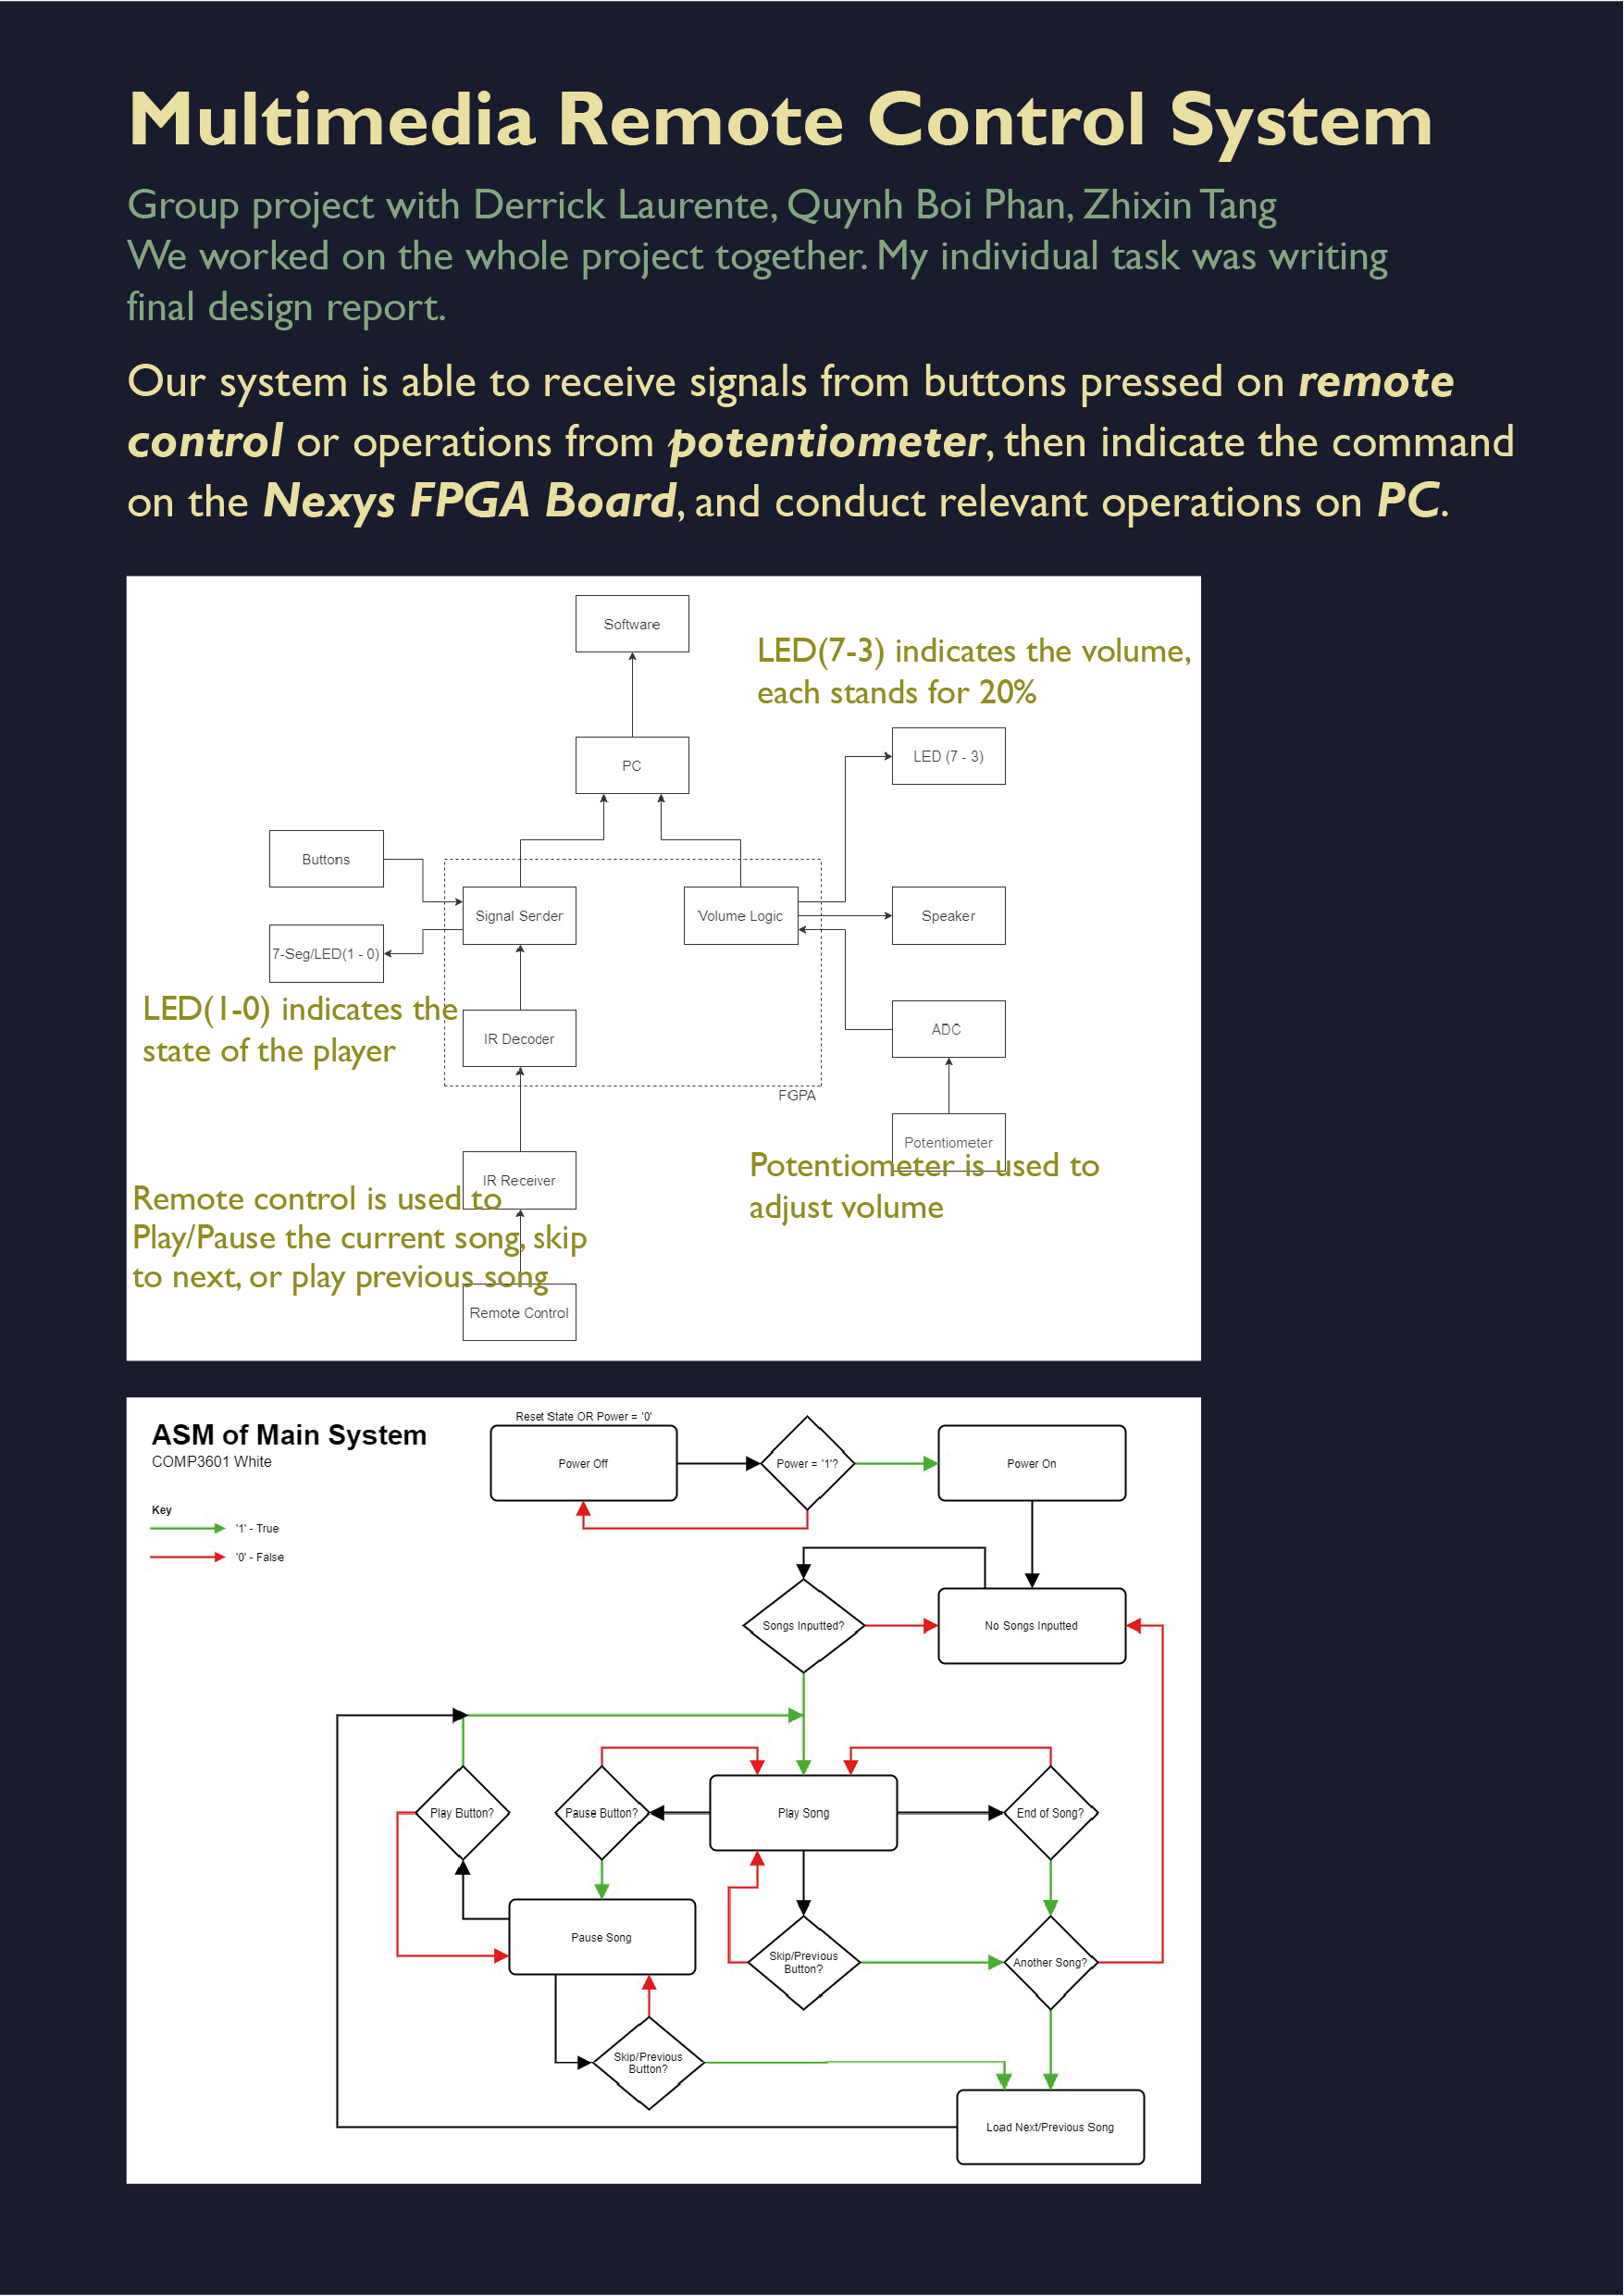 Multimedia Remote Control System
Group project with Derrick Laurente, Quynh Boi Phan, Zhixin Tang
We worked on the whole project together. My individual task was writing
final design report.
Our system is able to receive signals from buttons pressed on remote
control or operations from potentiometer, then indicate the command
on the Nexys FPGA Board, and conduct relevant operations on PC.
Software
LED(7-3) indicates the volume,
each stands for 20%
PC
LED (7 - 3)
Buttons
Signal Sender
Volume Logic
Speaker
7-Seg/LED(1 - 0)
LED(1-0) indicates the
state of the player
IR Decoder
ADC
FGPA
Potentiometer
Potentiometer is used to
adjust volume
IR Receiver
Remote control is used to
Play/Pause the current song, skip
to next, or play previous song
Remote Control
ASM of Main System
COMP3601 White
Key
'1' - True
'0' - False
Reset State OR Power = '0'
Power Off
Power = '1'?
Power On
Songs Inputted?
No Songs Inputted
Play Button?
Pause Button?
Play Song
End of Song?
Pause Song
Skip/Previous
Button?
Another Song?
Skip/Previous
Button?
Load Next/Previous Song